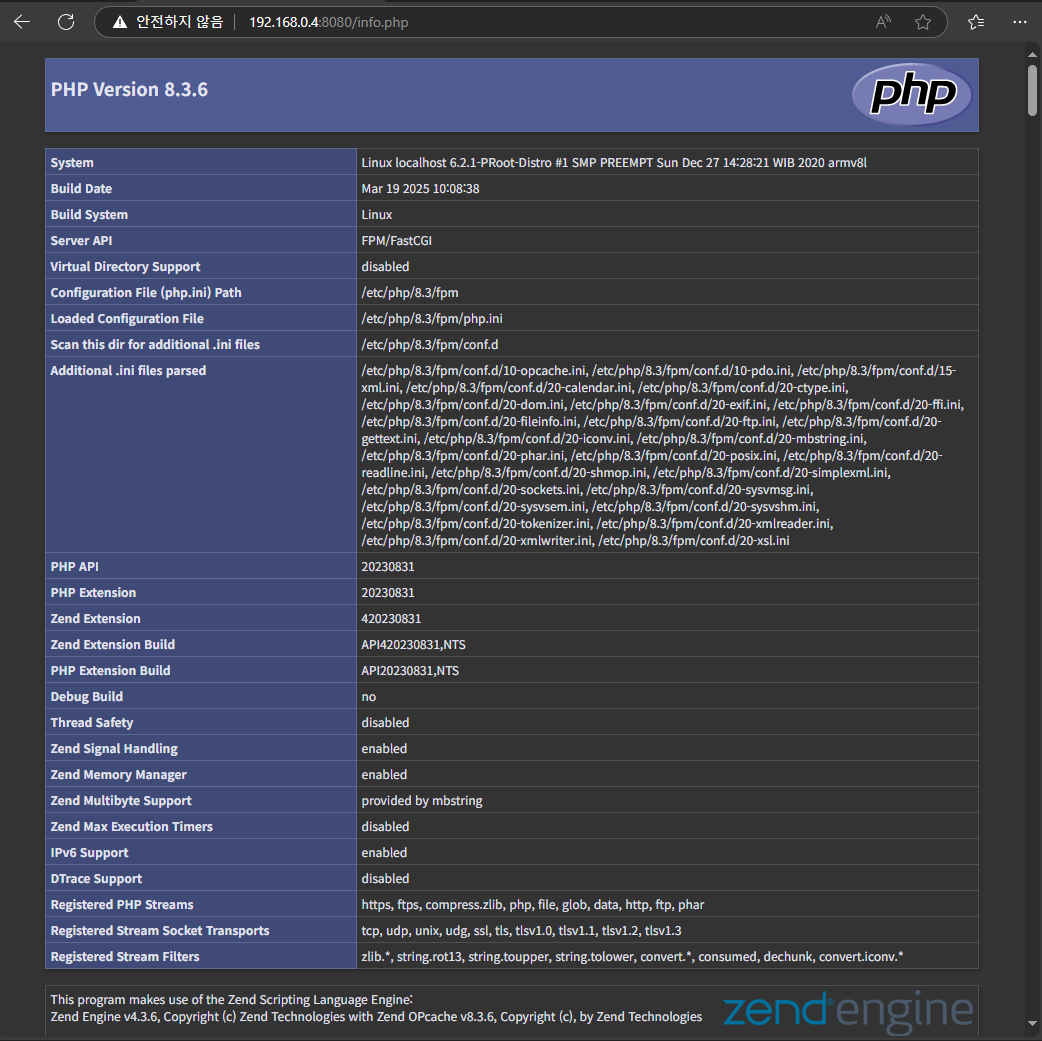 안전하지 않음 192.168.0.4:8080/info.php
PHP Version 8.3.6
php
System Linux localhost 6.2.1-PRoot-Distro #1 SMP PREEMPT Sun Dec 27 14:28:21 WIB 2020 armv8l
Build Date Mar 19 2025 10:08:38
Build System Linux
Server API FPM/FastCGI
Virtual Directory Support disabled
Configuration File (php.ini) Path /etc/php/8.3/fpm
Loaded Configuration File /etc/php/8.3/fpm/php.ini
Scan this dir for additional .ini files /etc/php/8.3/fpm/conf.d
Additional .ini files parsed /etc/php/8.3/fpm/conf.d/10-opcache.ini, /etc/php/8.3/fpm/conf.d/10-pdo.ini, /etc/php/8.3/fpm/conf.d/15-
xml.ini, /etc/php/8.3/fpm/conf.d/20-calendar.ini, /etc/php/8.3/fpm/conf.d/20-ctype.ini,
/etc/php/8.3/fpm/conf.d/20-dom.ini, /etc/php/8.3/fpm/conf.d/20-exif.ini, /etc/php/8.3/fpm/conf.d/20-ffi.ini,
/etc/php/8.3/fpm/conf.d/20-fileinfo.ini, /etc/php/8.3/fpm/conf.d/20-ftp.ini, /etc/php/8.3/fpm/conf.d/20-
gettext.ini, /etc/php/8.3/fpm/conf.d/20-iconv.ini, /etc/php/8.3/fpm/conf.d/20-mbstring.ini,
/etc/php/8.3/fpm/conf.d/20-phar.ini, /etc/php/8.3/fpm/conf.d/20-posix.ini, /etc/php/8.3/fpm/conf.d/20-
readline.ini, /etc/php/8.3/fpm/conf.d/20-shmop.ini, /etc/php/8.3/fpm/conf.d/20-simplexml.ini,
/etc/php/8.3/fpm/conf.d/20-sockets.ini, /etc/php/8.3/fpm/conf.d/20-sysvmsg.ini,
/etc/php/8.3/fpm/conf.d/20-sysvsem.ini, /etc/php/8.3/fpm/conf.d/20-sysvshm.ini,
/etc/php/8.3/fpm/conf.d/20-tokenizer.ini, /etc/php/8.3/fpm/conf.d/20-xmlreader.ini,
/etc/php/8.3/fpm/conf.d/20-xmlwriter.ini, /etc/php/8.3/fpm/conf.d/20-xsl.ini
PHP API 20230831
PHP Extension 20230831
Zend Extension 420230831
Zend Extension Build API420230831,NTS
PHP Extension Build API20230831,NTS
Debug Build no
Thread Safety disabled
Zend Signal Handling enabled
Zend Memory Manager enabled
Zend Multibyte Support provided by mbstring
Zend Max Execution Timers disabled
IPv6 Support enabled
DTrace Support disabled
Registered PHP Streams https, ftps, compress.zlib, php, file, glob, data, http, ftp, phar
Registered Stream Socket Transports tcp, udp, unix, udg, ssl, tls, tlsv1.0, tlsv1.1, tlsv1.2, tlsv1.3
Registered Stream Filters zlib.*, string.rot13, string.toupper, string.tolower, convert.*, consumed, dechunk, convert.iconv.*
This program makes use of the Zend Scripting Language Engine:
Zend Engine v4.3.6, Copyright (c) Zend Technologies with Zend OPcache v8.3.6, Copyright (c), by Zend Technologies
zend®engine